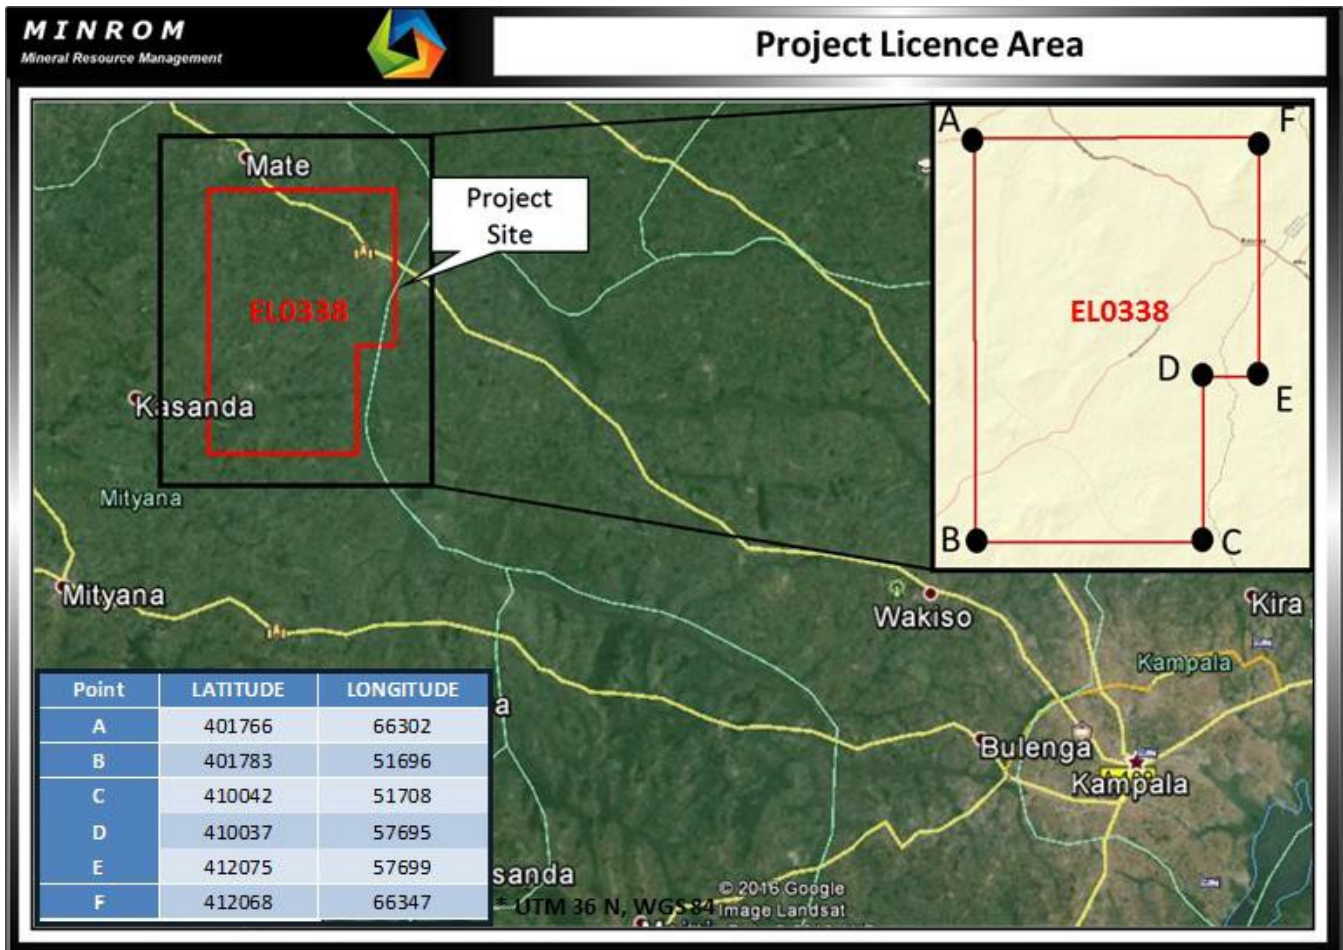 MINROM
Mineral Resource Management
Project Licence Area
A
F
Mate
Project
Site
EL0338
EL0338
D
E
Kasanda
Mityana
B
C
Mityana
Wakiso
Kira
Kampala
Point LATITUDE LONGITUDE
A 401766 66302
B 401783 51696
C 410042 51708
D 410037 57695
E 412075 57699
F 412068 66347
a
Bulenga
Kampala
sanda
© 2016 Google
* UTM 36 N, WGS84 Image Landsat